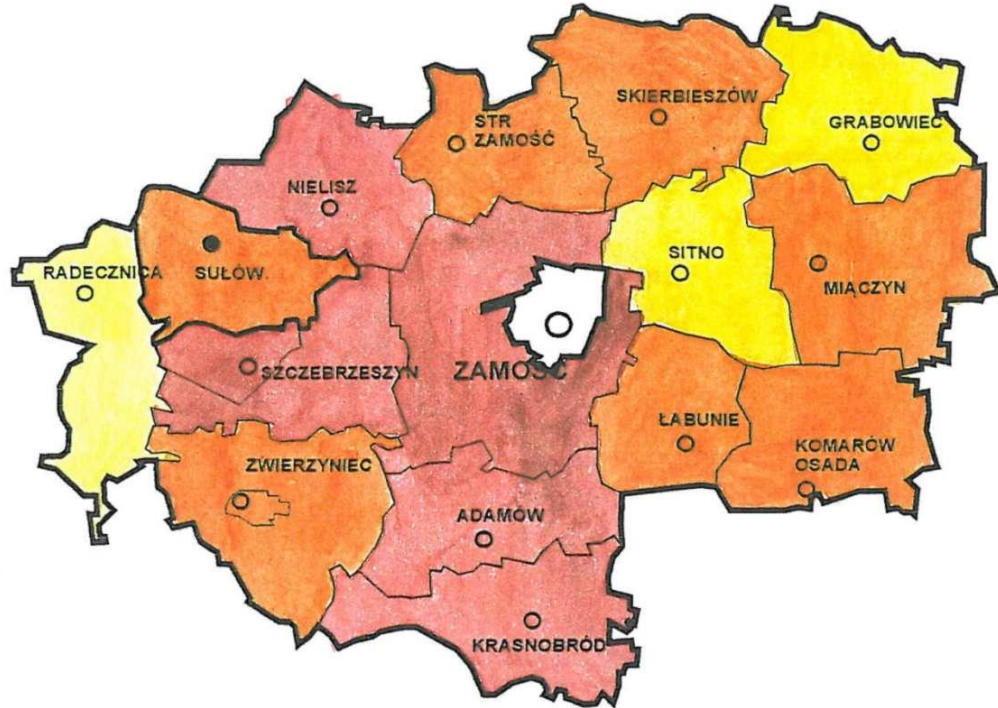 SKIERBIESZÓW
GRABOWIEC
STR
ZAMOŚĆ
NIELISZ
RADECZNICA
SUŁÓW
SITNO
MIĄCZYN
SZCZEBRZESZYN
ZAMOŚĆ
ŁABUNIE
KOMARÓW
OSADA
ZWIERZYNIEC
ADAMÓW
KRASNOBRÓD